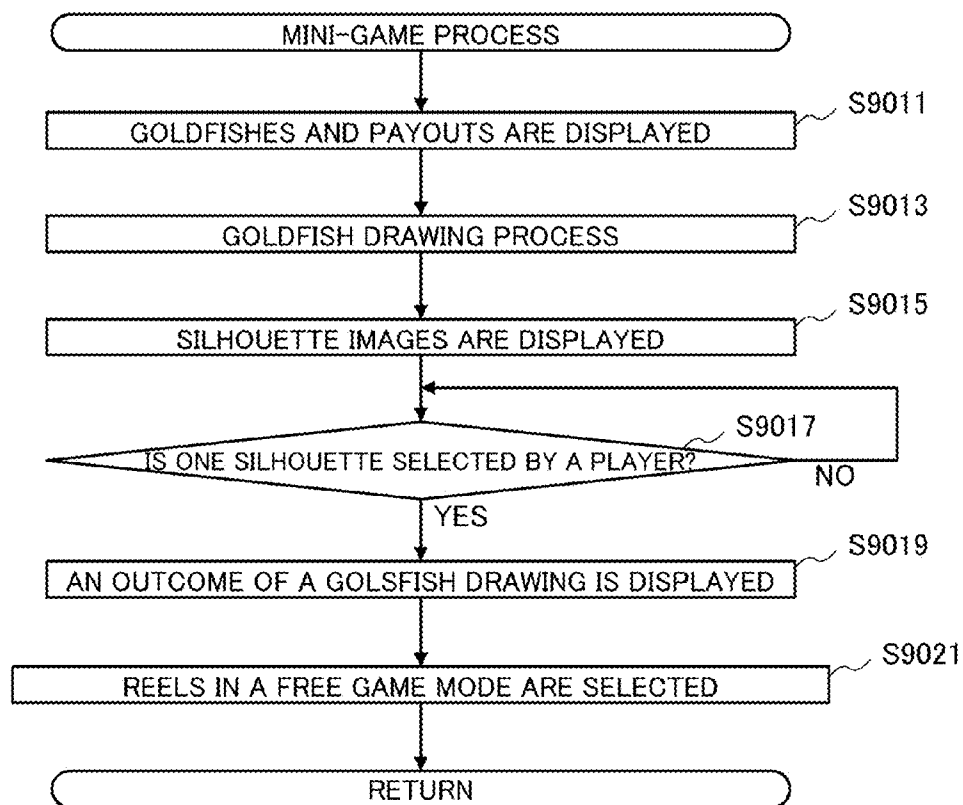 MINI-GAME PROCESS
S9011
GOLDFISHES AND PAYOUTS ARE DISPLAYED
S9013
GOLDFISH DRAWING PROCESS
S9015
SILHOUETTE IMAGES ARE DISPLAYED
S9017
IS ONE SILHOUETTE SELECTED BY A PLAYER?
NO
YES
S9019
AN OUTCOME OF A GOLSFISH DRAWING IS DISPLAYED
S9021
REELS IN A FREE GAME MODE ARE SELECTED
RETURN